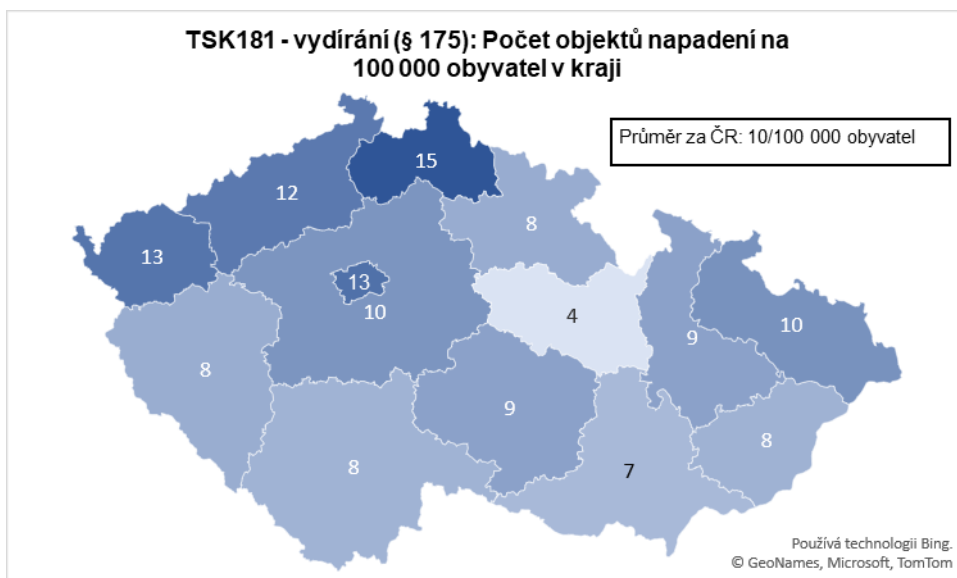 TSK181 - vydírání (§ 175): Počet objektů napadení na
100 000 obyvatel v kraji
Průměr za ČR: 10/100 000 obyvatel
15
12
8
13
13
10
4
10
9
8
9
8
8
7
Používá technologii Bing.
© GeoNames, Microsoft, TomTom